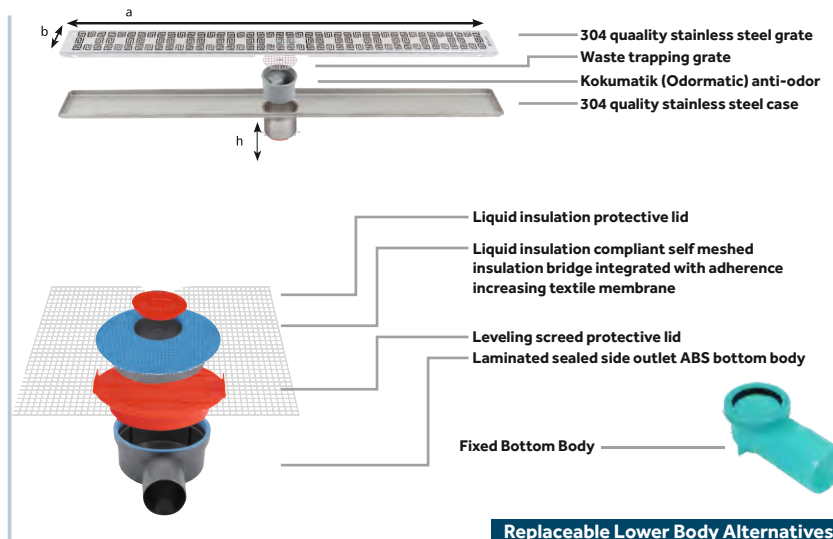 a
b
304 quaality stainless steel grate
Waste trapping grate
Kokumatik (Odormatic) anti-odor
304 quality stainless steel case
h
Liquid insulation protective lid
Liquid insulation compliant self meshed
insulation bridge integrated with adherence
increasing textile membrane
Leveling screed protective lid
Laminated sealed side outlet ABS bottom body
Fixed Bottom Body
Replaceable Lower Body Alternatives